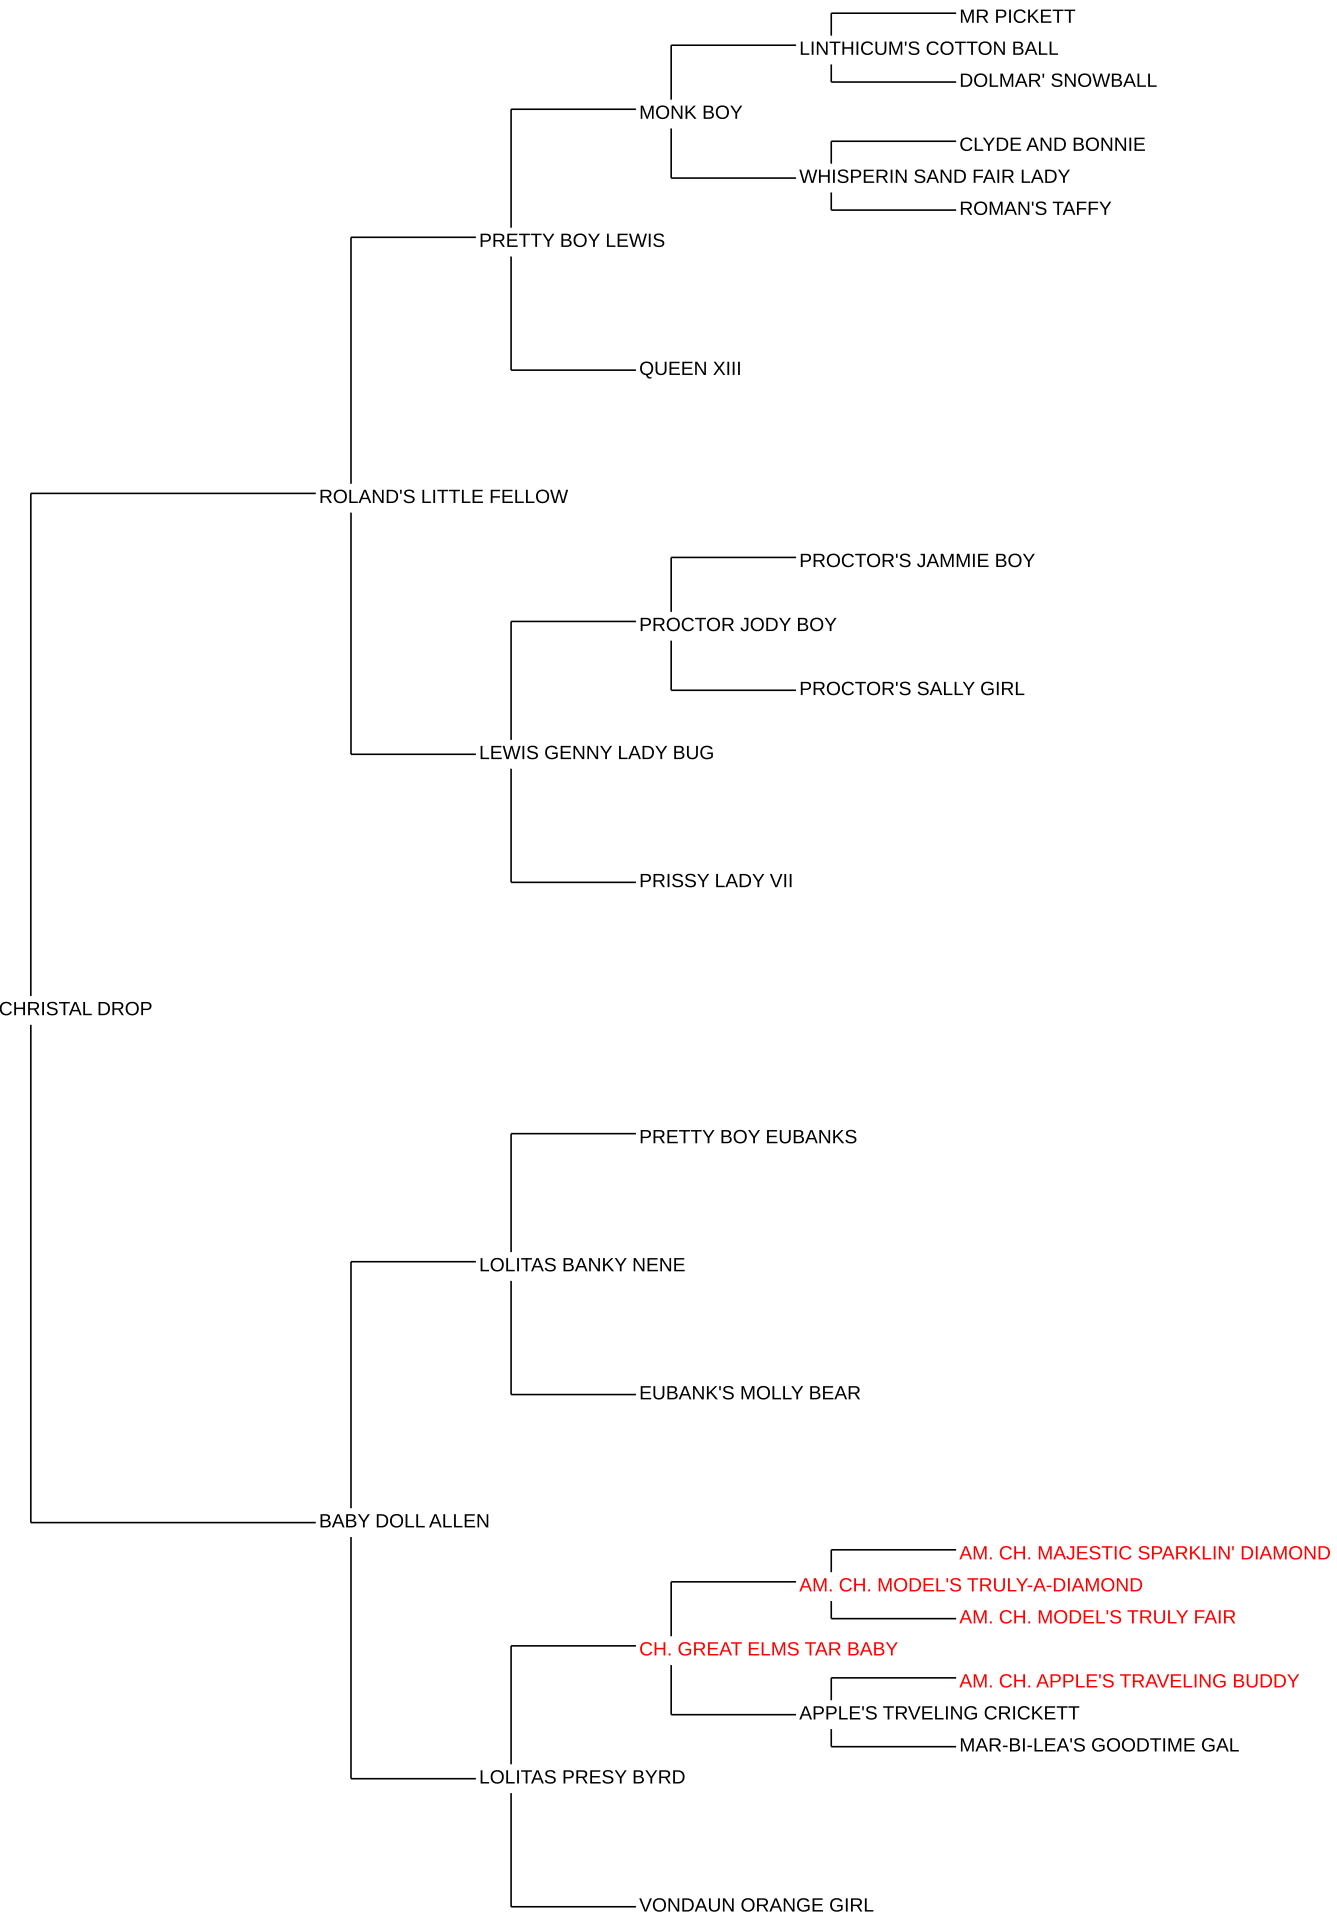 MR PICKETT
LINTHICUM'S COTTON BALL
DOLMAR' SNOWBALL
MONK BOY
CLYDE AND BONNIE
WHISPERIN SAND FAIR LADY
ROMAN'S TAFFY
PRETTY BOY LEWIS
QUEEN XIII
ROLAND'S LITTLE FELLOW
PROCTOR'S JAMMIE BOY
PROCTOR JODY BOY
PROCTOR'S SALLY GIRL
LEWIS GENNY LADY BUG
PRISSY LADY VII
CHRISTAL DROP
PRETTY BOY EUBANKS
LOLITAS BANKY NENE
EUBANK'S MOLLY BEAR
BABY DOLL ALLEN
AM. CH. MAJESTIC SPARKLIN' DIAMOND
AM. CH. MODEL'S TRULY-A-DIAMOND
AM. CH. MODEL'S TRULY FAIR
CH. GREAT ELMS TAR BABY
AM. CH. APPLE'S TRAVELING BUDDY
APPLE'S TRVELING CRICKETT
MAR-BI-LEA'S GOODTIME GAL
LOLITAS PRESY BYRD
VONDAUN ORANGE GIRL